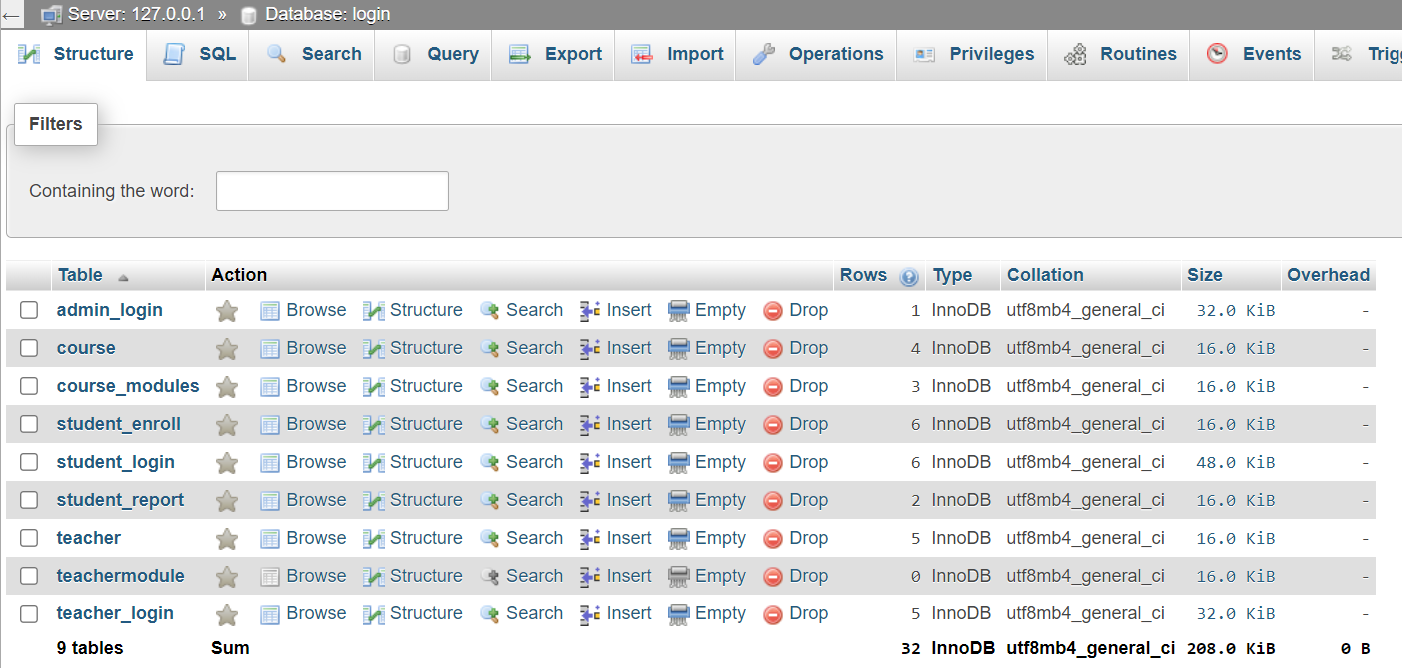 Server: 127.0.0.1 » Database: login
Structure SQL Search Query Export Import Operations Privileges Routines Events Trigg
Filters
Containing the word:
Table Action Rows Type Collation Size Overhead
admin_login Browse Structure Search Insert Empty Drop 1 InnoDB utf8mb4_general_ci 32.0 KiB -
course Browse Structure Search Insert Empty Drop 4 InnoDB utf8mb4_general_ci 16.0 KiB -
course_modules Browse Structure Search Insert Empty Drop 3 InnoDB utf8mb4_general_ci 16.0 KiB -
student_enroll Browse Structure Search Insert Empty Drop 6 InnoDB utf8mb4_general_ci 16.0 KiB -
student_login Browse Structure Search Insert Empty Drop 6 InnoDB utf8mb4_general_ci 48.0 KiB -
student_report Browse Structure Search Insert Empty Drop 2 InnoDB utf8mb4_general_ci 16.0 KiB -
teacher Browse Structure Search Insert Empty Drop 5 InnoDB utf8mb4_general_ci 16.0 KiB -
teachermodule Browse Structure Search Insert Empty Drop 0 InnoDB utf8mb4_general_ci 16.0 KiB -
teacher_login Browse Structure Search Insert Empty Drop 5 InnoDB utf8mb4_general_ci 32.0 KiB -
9 tables Sum 32 InnoDB utf8mb4_general_ci 208.0 KiB 0 B